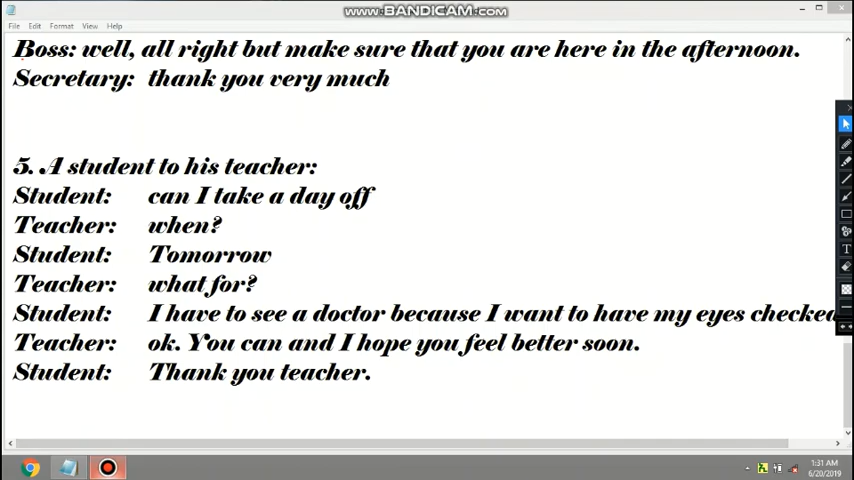 www.BANDICAM.com
File Edit Format View Help
Boss: well, all right but make sure that you are here in the afternoon.
Secretary: thank you very much
5. A student to his teacher:
Student: can I take a day off
Teacher: when?
Student: Tomorrow
Teacher: what for?
Student: I have to see a doctor because I want to have my eyes checked
Teacher: ok. You can and I hope you feel better soon.
Student: Thank you teacher.
T
1:31 AM
6/20/2019